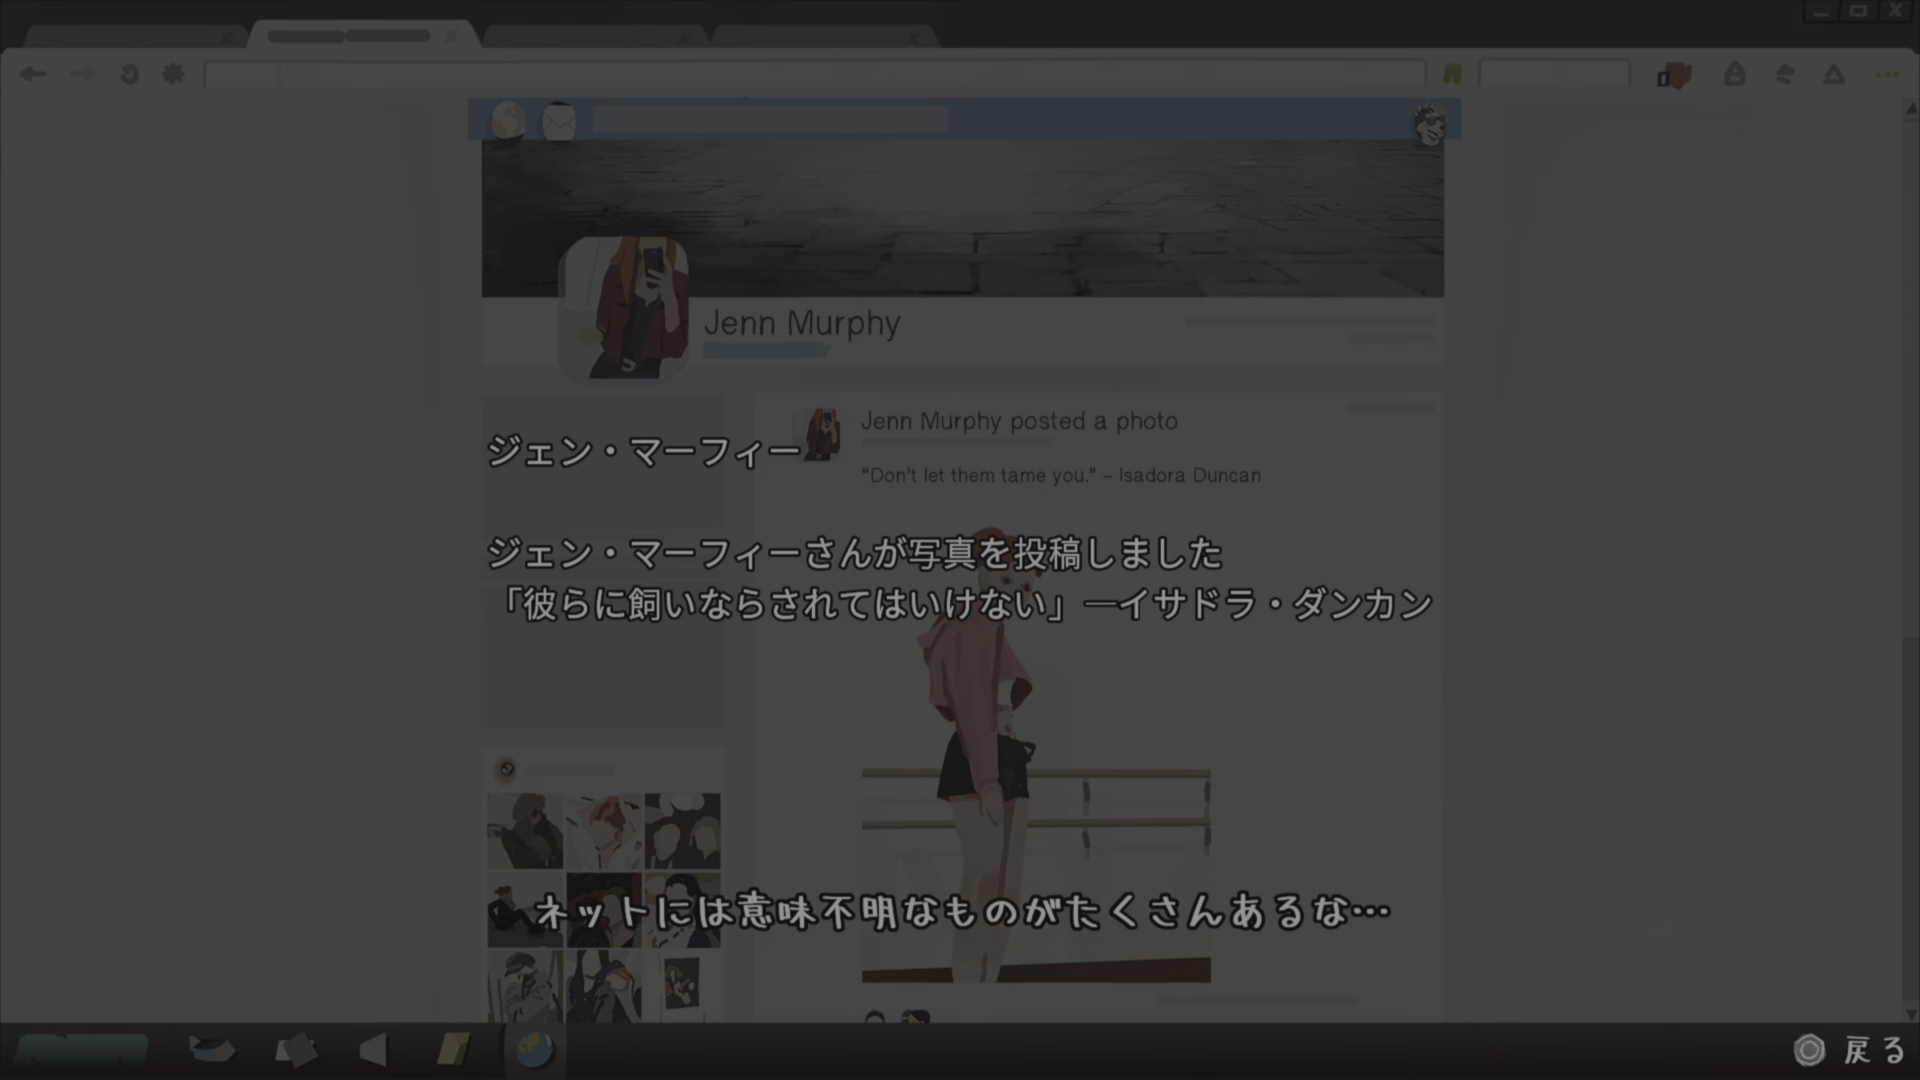 Jenn Murphy
Jenn Murphy posted a photo
"Don't let them tame you." – Isadora Duncan
ジェン・マーフィー
ジェン・マーフィーさんが写真を投稿しました
「彼らに飼いならされてはいけない」—イサドラ・ダンカン
ネットには意味不明なものがたくさんあるな…
戻る